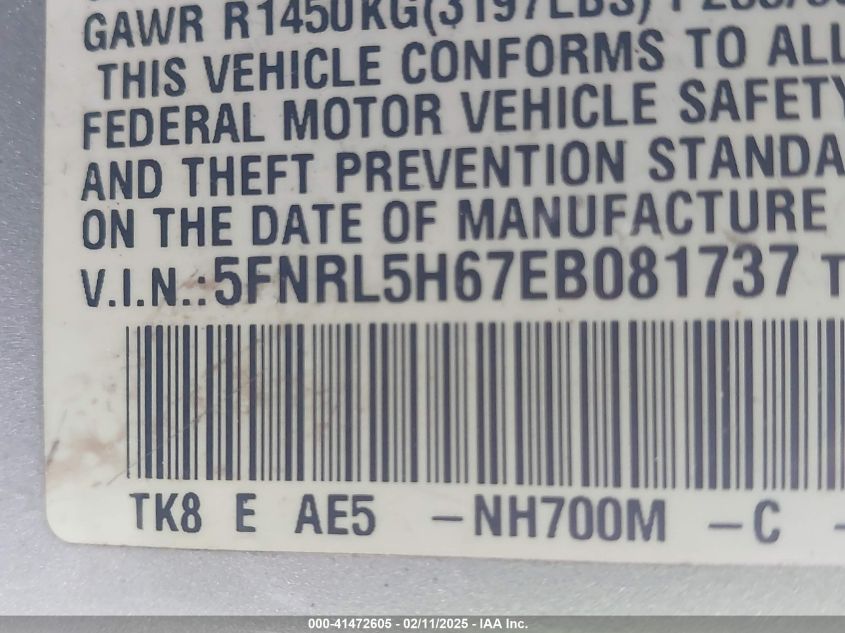 GAWR R1450KG(3197LBS)
THIS VEHICLE CONFORMS TO ALL
FEDERAL MOTOR VEHICLE SAFETY
AND THEFT PREVENTION STANDA
ON THE DATE OF MANUFACTURE
V.I.N.:5FNRL5H67EB081737 T
TK8 E AE5 -NH700M -C -
000-41472605 - 02/11/2025 - IAA Inc.